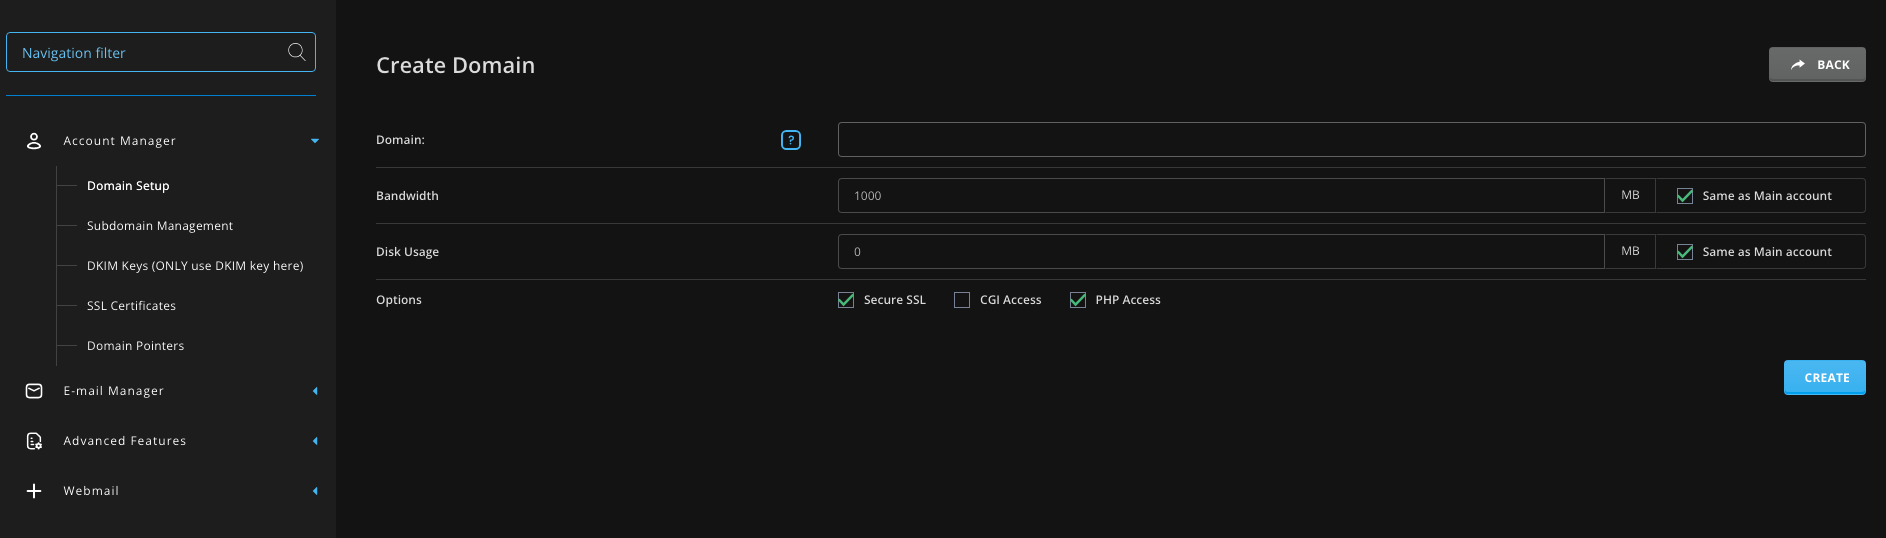 Navigation filter
Account Manager
Domain Setup
Subdomain Management
DKIM Keys (ONLY use DKIM key here)
SSL Certificates
Domain Pointers
E-mail Manager
Advanced Features
Webmail
Create Domain
BACK
Domain:
?
Bandwidth
1000
MB
Same as Main account
Disk Usage
0
MB
Same as Main account
Options
Secure SSL
CGI Access
PHP Access
CREATE